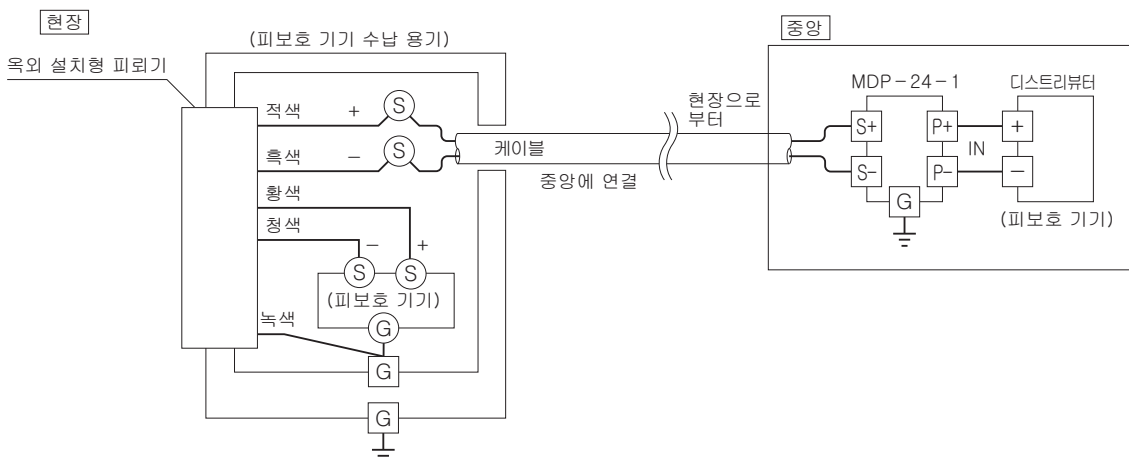 현장
(피보호 기기 수납 용기)
옥외 설치형 피뢰기
적색 + S
흑색 - S
황색
청색
- +
S S
(피보호 기기)
G
녹색
G
G
케이블
중앙에 연결
현장으로
부터
중앙
MDP-24-1 디스트리뷰터
S+ P+ +
IN
S- P- -
G
(피보호 기기)